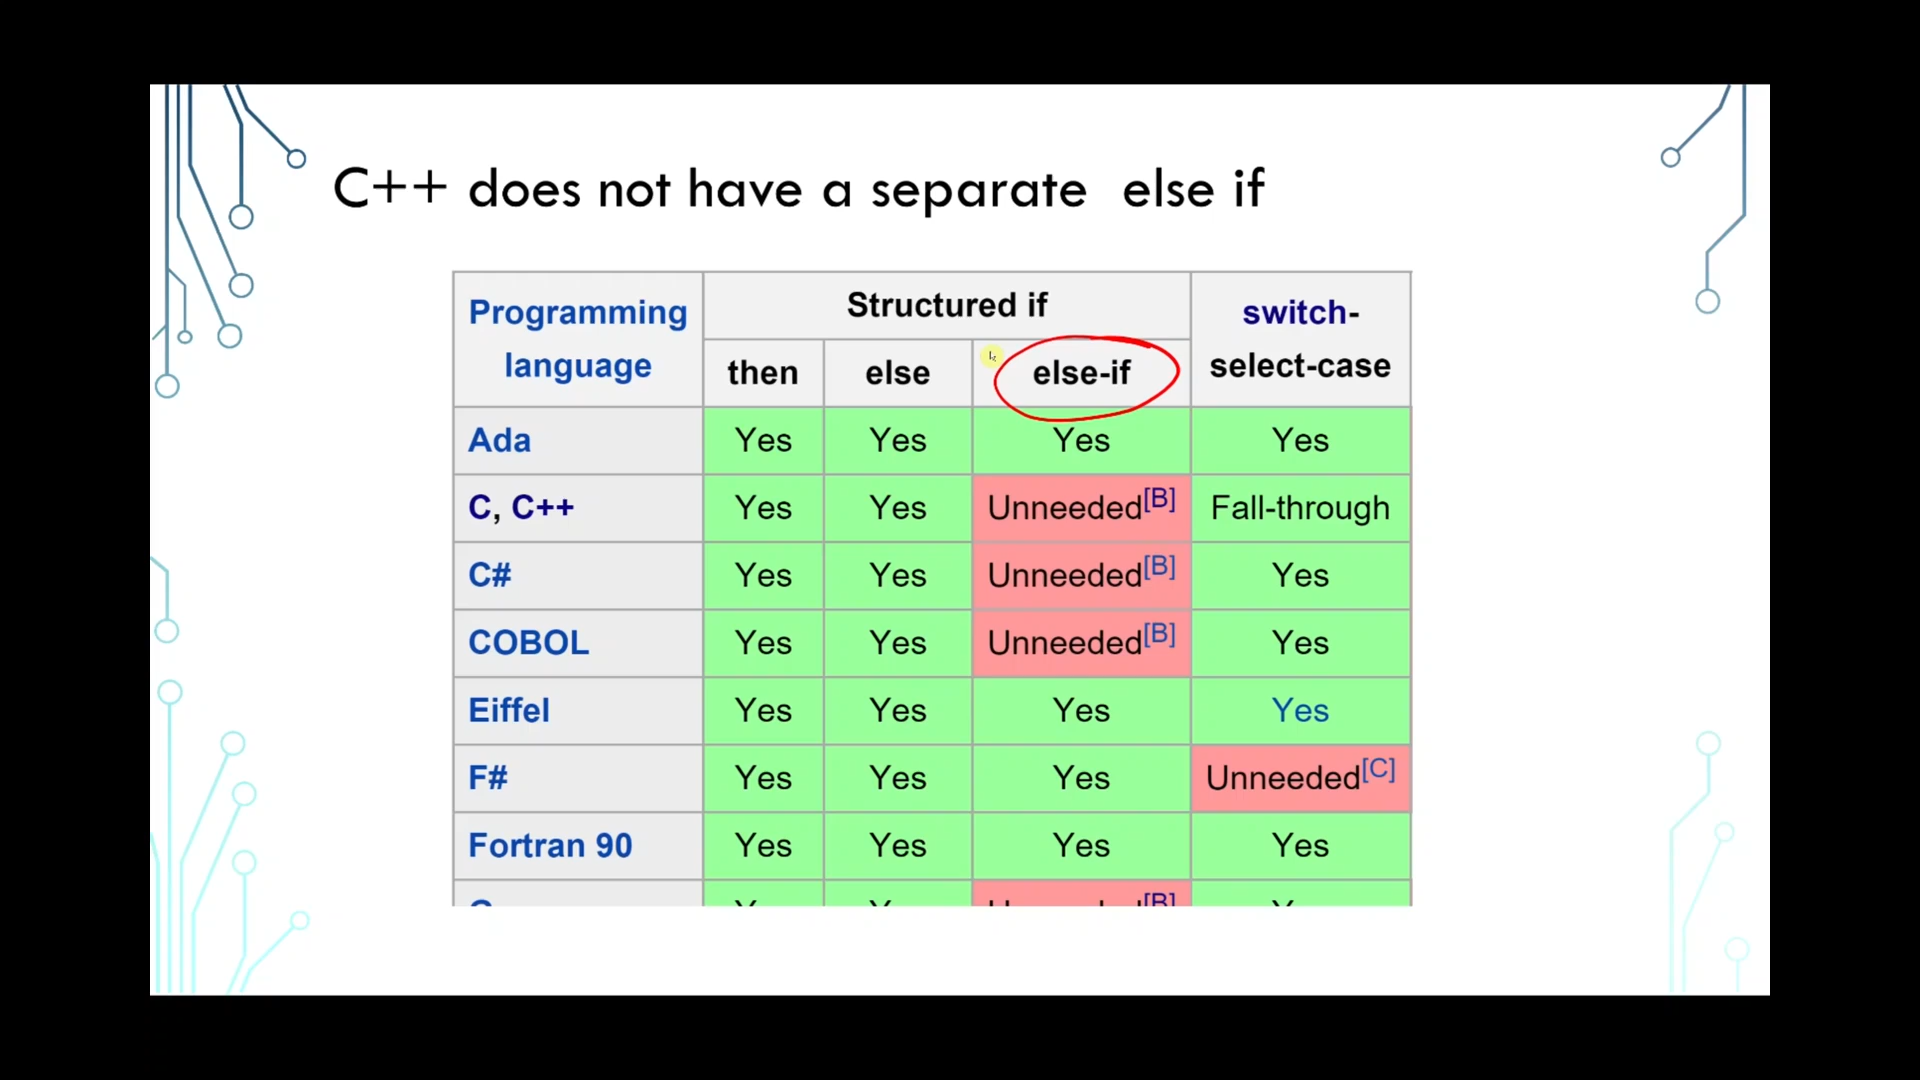 C++ does not have a separate else if
Programming language Structured if switch-select-case
then else else-if
Ada Yes Yes Yes Yes
C, C++ Yes Yes Unneeded[B] Fall-through
C# Yes Yes Unneeded[B] Yes
COBOL Yes Yes Unneeded[B] Yes
Eiffel Yes Yes Yes Yes
F# Yes Yes Yes Unneeded[C]
Fortran 90 Yes Yes Yes Yes